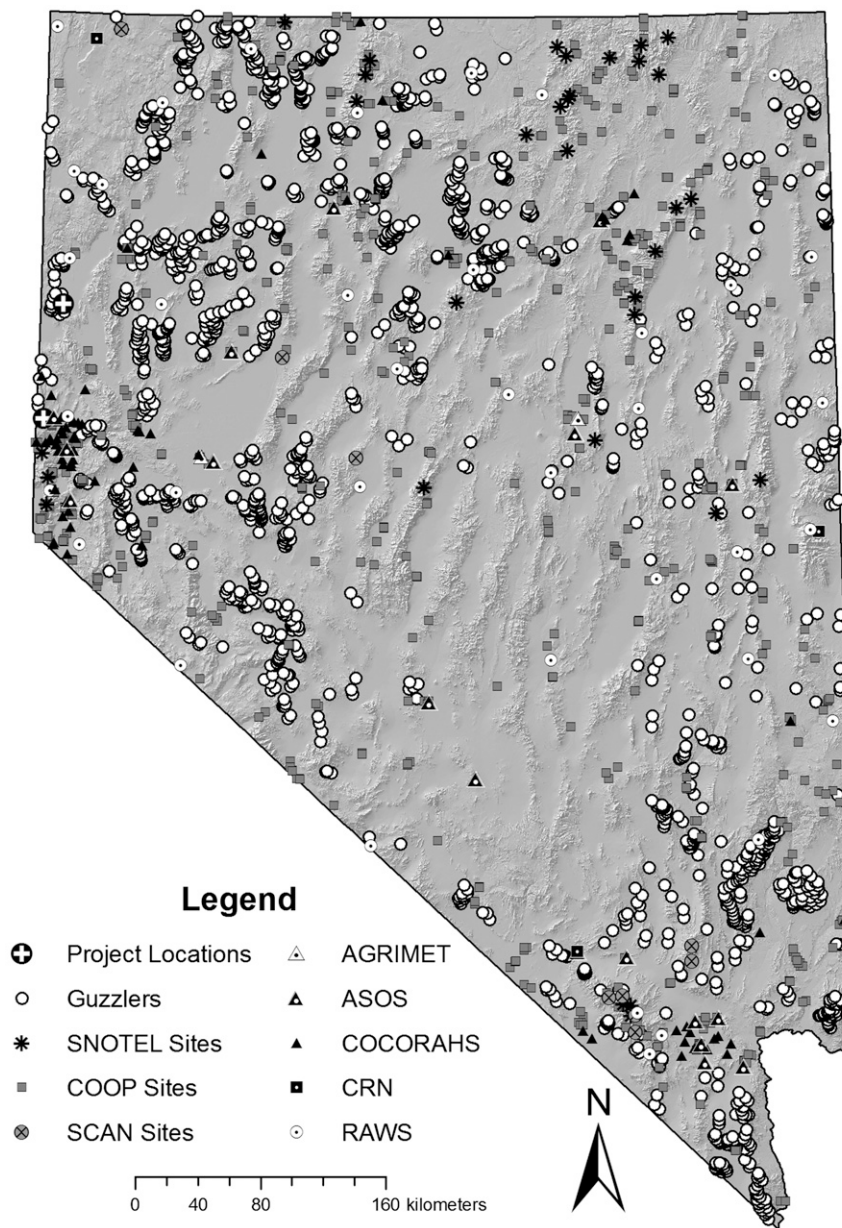 Legend
Project Locations
Guzzlers
SNOTEL Sites
COOP Sites
SCAN Sites
AGRIMET
ASOS
COCORAHS
CRN
RAWS
N
0 40 80 160 kilometers